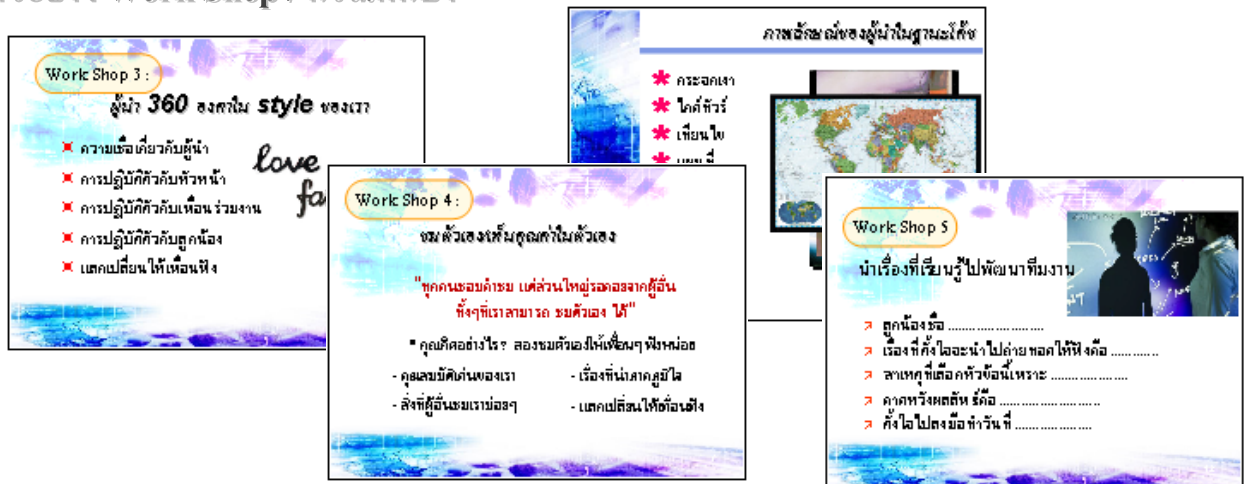 Work Shop 3 :
ผู้นำ 360 องศาใน style ของเรา
ความเชื่อเกี่ยวกับผู้นำ
การปฏิบัติตัวกับหัวหน้า
การปฏิบัติตัวกับเพื่อนร่วมงาน
การปฏิบัติตัวกับลูกน้อง
แลกเปลี่ยนให้เพื่อนฟัง
love
ภาพลักษณ์ของผู้นำในฐานะโค้ช
กระจกเงา
ไกด์ทัวร์
เทียนไข
Work Shop 4 :
ชมตัวเองเห็นคุณค่าในตัวเอง
"ทุกคนชอบคำชม แต่ส่วนใหญ่รอคอยจากผู้อื่น
ทั้งๆที่เราสามารถ ชมตัวเอง ได้"
คุณคิดอย่างไร? ลองชมตัวเองให้เพื่อนๆ ฟังหน่อย
- คุณสมบัติเด่นของเรา - เรื่องที่น่าภาคภูมิใจ
- สิ่งที่ผู้อื่นชมเราบ่อยๆ - แลกเปลี่ยนให้เพื่อนฟัง
Work Shop 5
นำเรื่องที่เรียนรู้ไปพัฒนาทีมงาน
ลูกน้องชื่อ ........................
เรื่องที่ตั้งใจจะนำไปถ่ายทอดให้ฟังคือ ............
สาเหตุที่เลือกหัวข้อนี้เพราะ ...................
คาดหวังผลลัพธ์คือ .........................
ตั้งใจไปลงมือทำวันที่ ...................